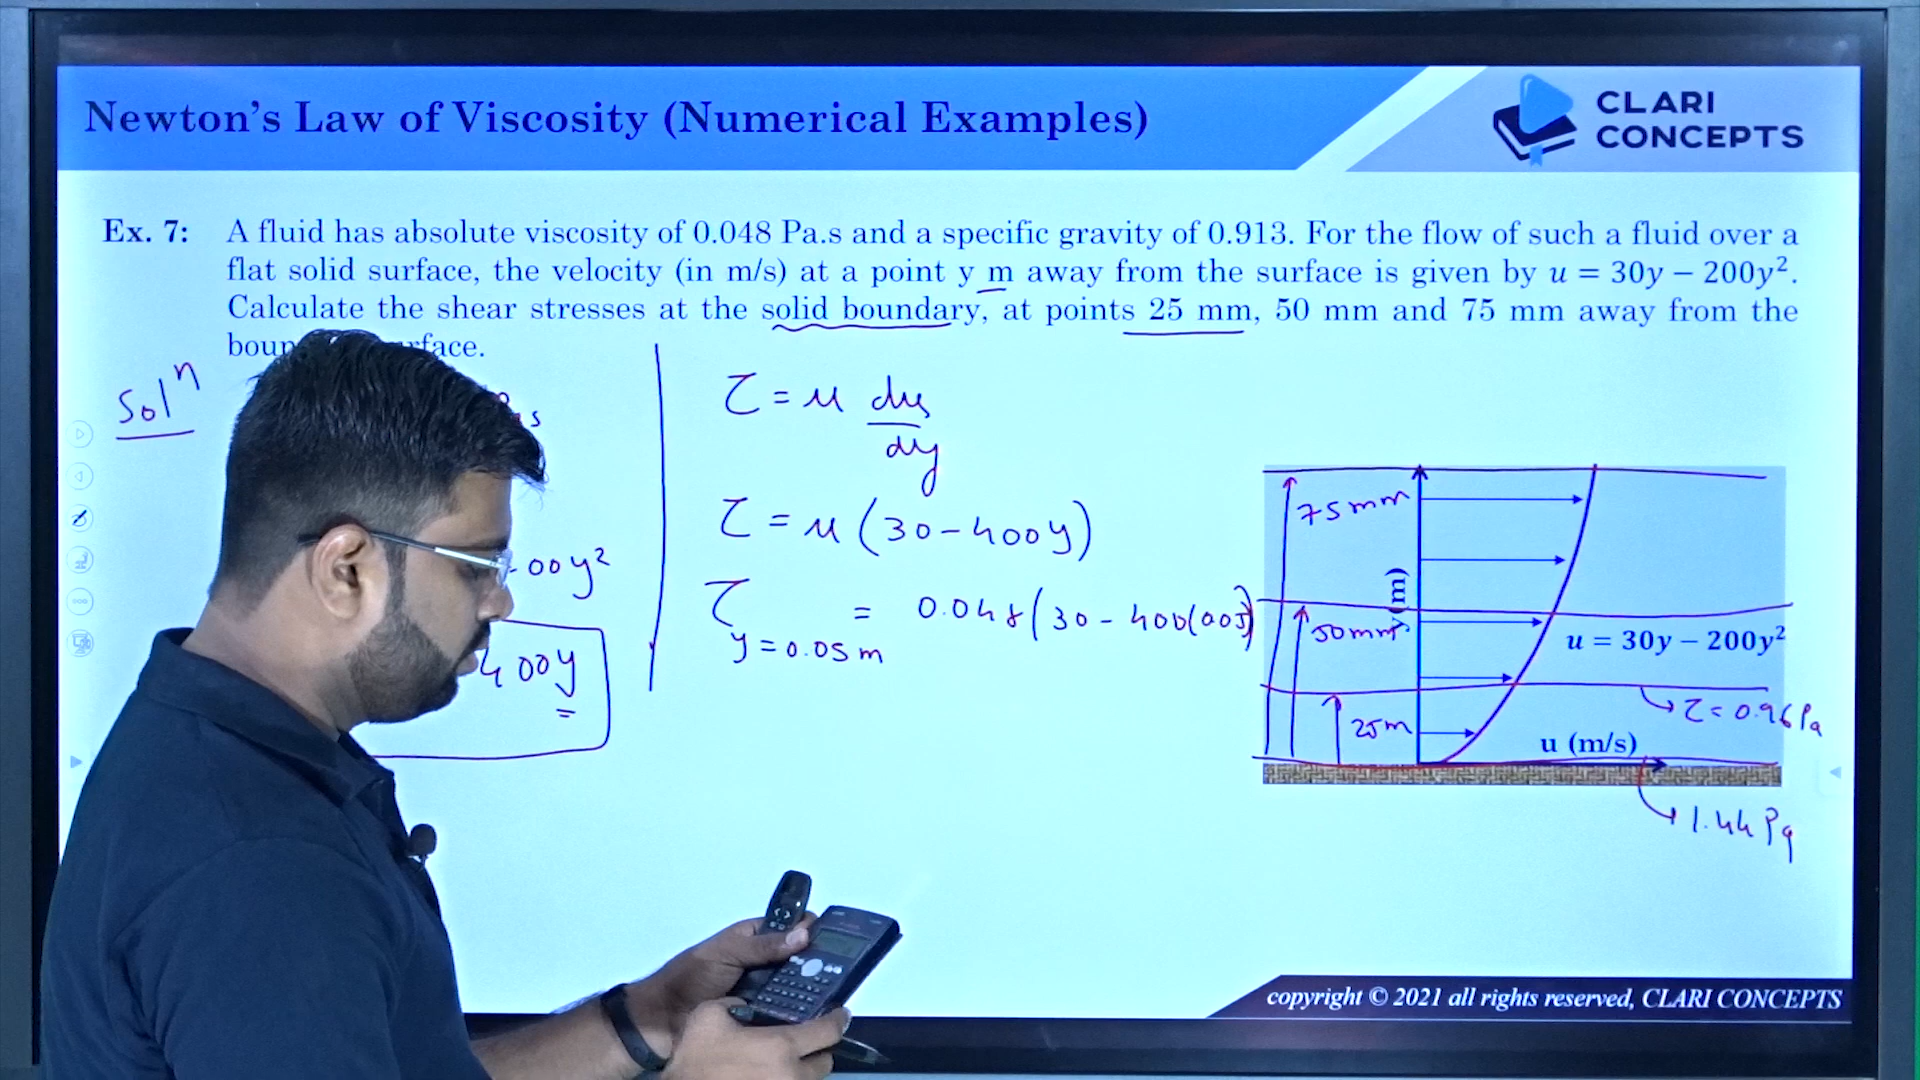 Newton's Law of Viscosity (Numerical Examples)
CLARI
CONCEPTS
Ex. 7: A fluid has absolute viscosity of 0.048 Pa.s and a specific gravity of 0.913. For the flow of such a fluid over a
flat solid surface, the velocity (in m/s) at a point y m away from the surface is given by u = 30y − 200y².
Calculate the shear stresses at the solid boundary, at points 25 mm, 50 mm and 75 mm away from the
face.
Solⁿ
00y²
400y
τ = μ du/dy
τ = μ (30-400y)
τ y=0.05m = 0.048(30-400(0.05)
75mm
50mm
25m
y (m)
u = 30y − 200y²
τ = 0.96 Pa
u (m/s)
1.44 Pa
copyright © 2021 all rights reserved, CLARI CONCEPTS